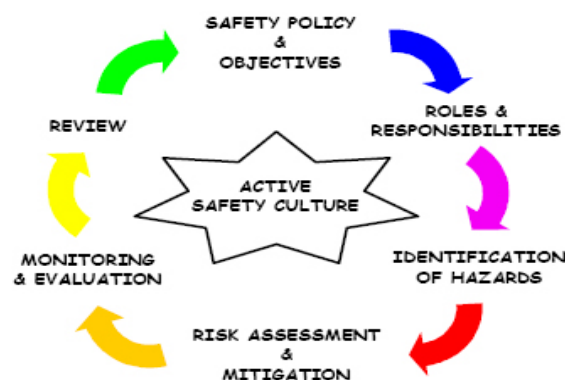 SAFETY POLICY
&
OBJECTIVES
ROLES &
RESPONSIBILITIES
REVIEW
ACTIVE
SAFETY CULTURE
MONITORING
& EVALUATION
IDENTIFICATION
OF HAZARDS
RISK ASSESSMENT
&
MITIGATION